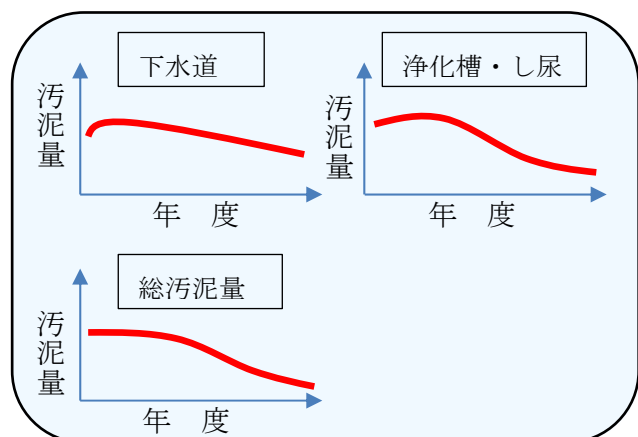 下水道
汚泥量
年 度
浄化槽・し尿
汚泥量
年 度
総汚泥量
汚泥量
年 度